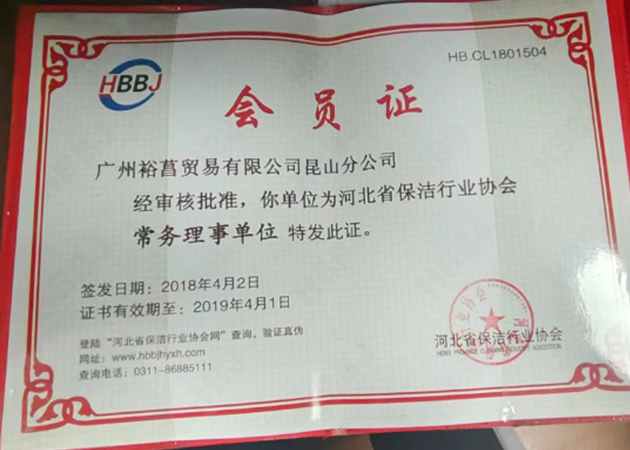 HBBJ
HB.CL1801504
会员证
广州裕菖贸易有限公司昆山分公司
经审核批准，你单位为河北省保洁行业协会
常务理事单位 特发此证。
签发日期：2018年4月2日
证书有效期至：2019年4月1日
登陆“河北省保洁行业协会网”查询，验证真伪
网址：www.hbbjhyxh.com
查询电话：0311-86885111
河北省保洁行业协会
HEBEI PROVINCE CLEANING INDUSTRY ASSOCIATION